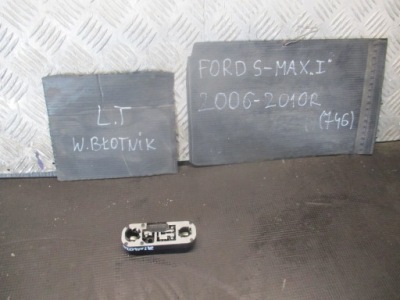 L.T
W.BŁOTNIK
FORD S-MAX.I°
2006-2010R
(746)